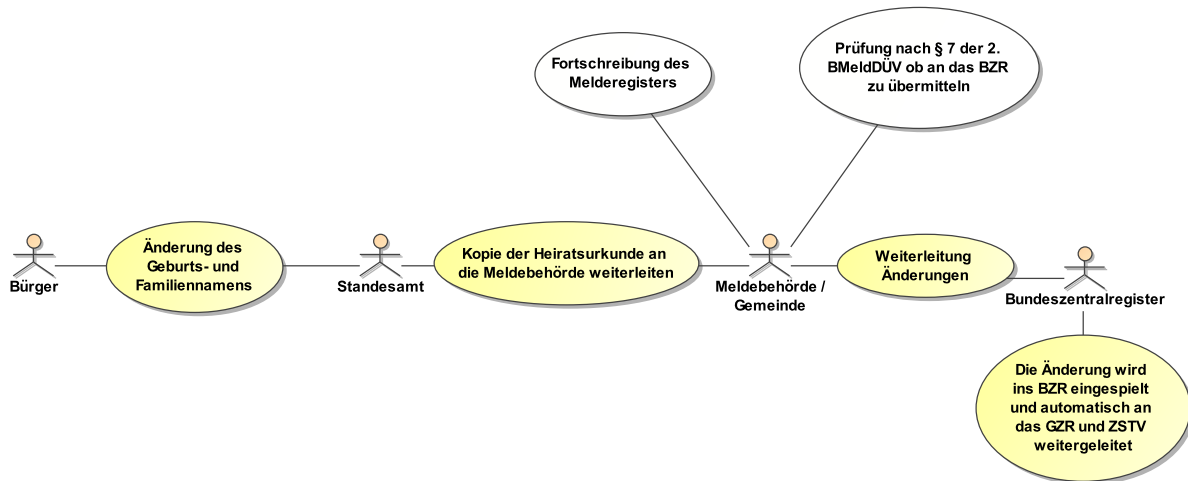 Fortschreibung des
Melderegisters
Prüfung nach § 7 der 2.
BMeldDÜV ob an das BZR
zu übermitteln
Bürger
Änderung des
Geburts- und
Familiennamens
Standesamt
Kopie der Heiratsurkunde an
die Meldebehörde weiterleiten
Meldebehörde /
Gemeinde
Weiterleitung
Änderungen
Bundeszentralregister
Die Änderung wird
ins BZR eingespielt
und automatisch an
das GZR und ZSTV
weitergeleitet